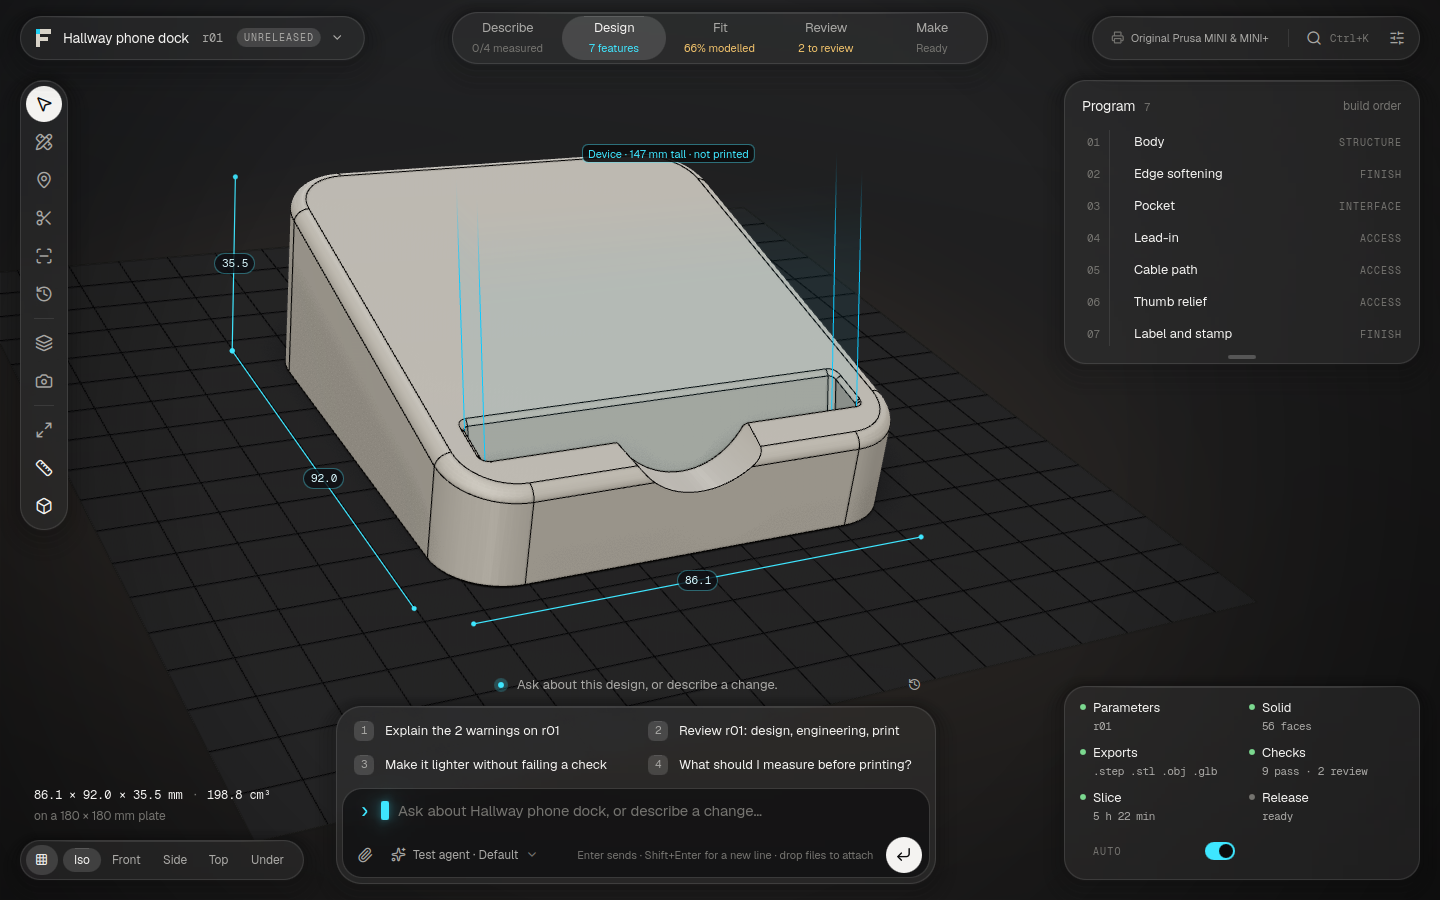 Hallway phone dock r01 UNRELEASED
Describe
0/4 measured
Design
7 features
Fit
66% modelled
Review
2 to review
Make
Ready
Original Prusa MINI & MINI+
Ctrl+K
Program 7 build order
01 Body STRUCTURE
02 Edge softening FINISH
03 Pocket INTERFACE
04 Lead-in ACCESS
05 Cable path ACCESS
06 Thumb relief ACCESS
07 Label and stamp FINISH
Device · 147 mm tall · not printed
35.5
92.0
86.1
Ask about this design, or describe a change.
1 Explain the 2 warnings on r01
2 Review r01: design, engineering, print
3 Make it lighter without failing a check
4 What should I measure before printing?
Ask about Hallway phone dock, or describe a change...
Test agent · Default
Enter sends · Shift+Enter for a new line · drop files to attach
86.1 × 92.0 × 35.5 mm · 198.8 cm³
on a 180 × 180 mm plate
Iso Front Side Top Under
Parameters
r01
Solid
56 faces
Exports
.step .stl .obj .glb
Checks
9 pass · 2 review
Slice
5 h 22 min
Release
ready
AUTO